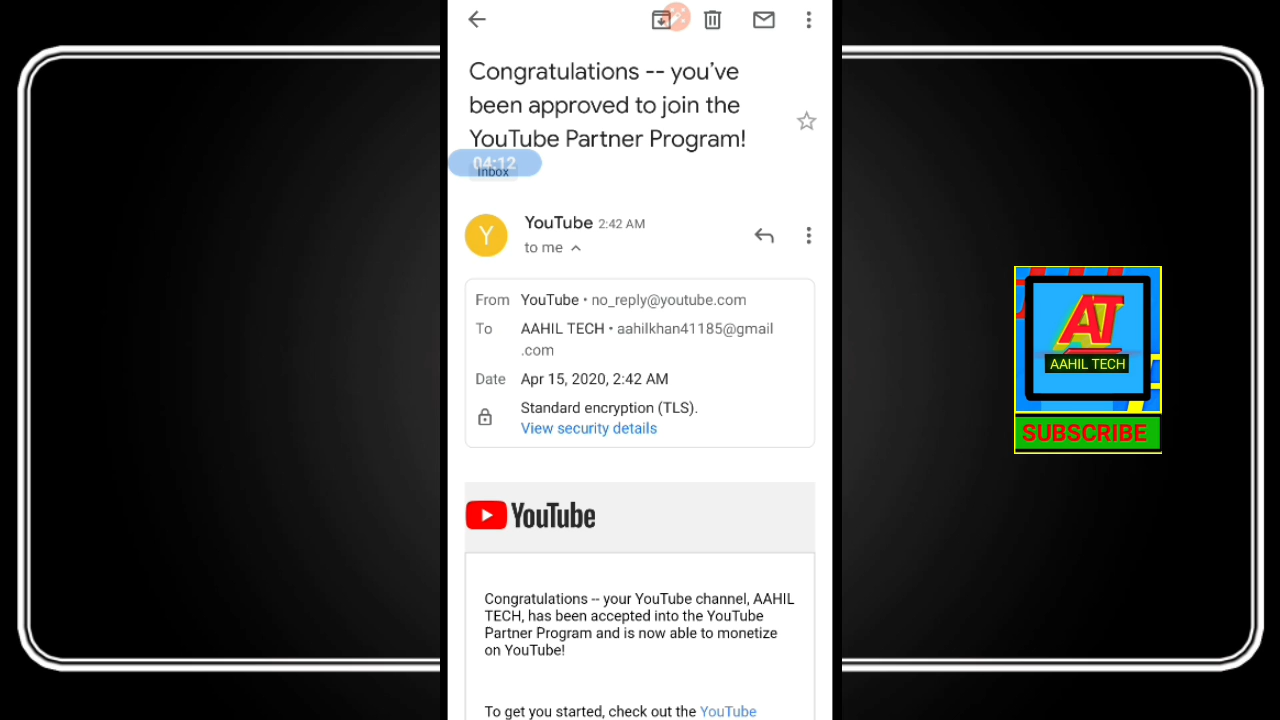 Congratulations -- you've
been approved to join the
YouTube Partner Program!
04:12
Inbox
Y
YouTube 2:42 AM
to me
From YouTube • no_reply@youtube.com
To AAHIL TECH • aahilkhan41185@gmail
.com
Date Apr 15, 2020, 2:42 AM
Standard encryption (TLS).
View security details
YouTube
Congratulations -- your YouTube channel, AAHIL
TECH, has been accepted into the YouTube
Partner Program and is now able to monetize
on YouTube!
To get you started, check out the YouTube
AT
AAHIL TECH
SUBSCRIBE